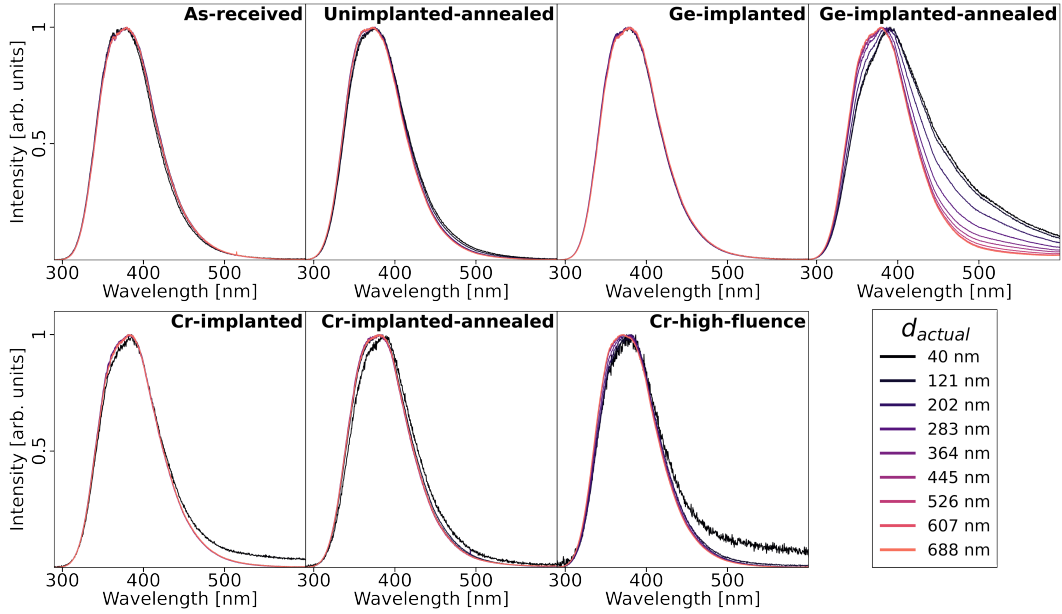 As-received
Unimplanted-annealed
Ge-implanted
Ge-implanted-annealed
Intensity [arb. units]
1
0.5
300 400 500
300 400 500
300 400 500
300 400 500
Wavelength [nm]
Wavelength [nm]
Wavelength [nm]
Wavelength [nm]
Cr-implanted
Cr-implanted-annealed
Cr-high-fluence
Intensity [arb. units]
1
0.5
300 400 500
300 400 500
300 400 500
Wavelength [nm]
Wavelength [nm]
Wavelength [nm]
d_actual
40 nm
121 nm
202 nm
283 nm
364 nm
445 nm
526 nm
607 nm
688 nm